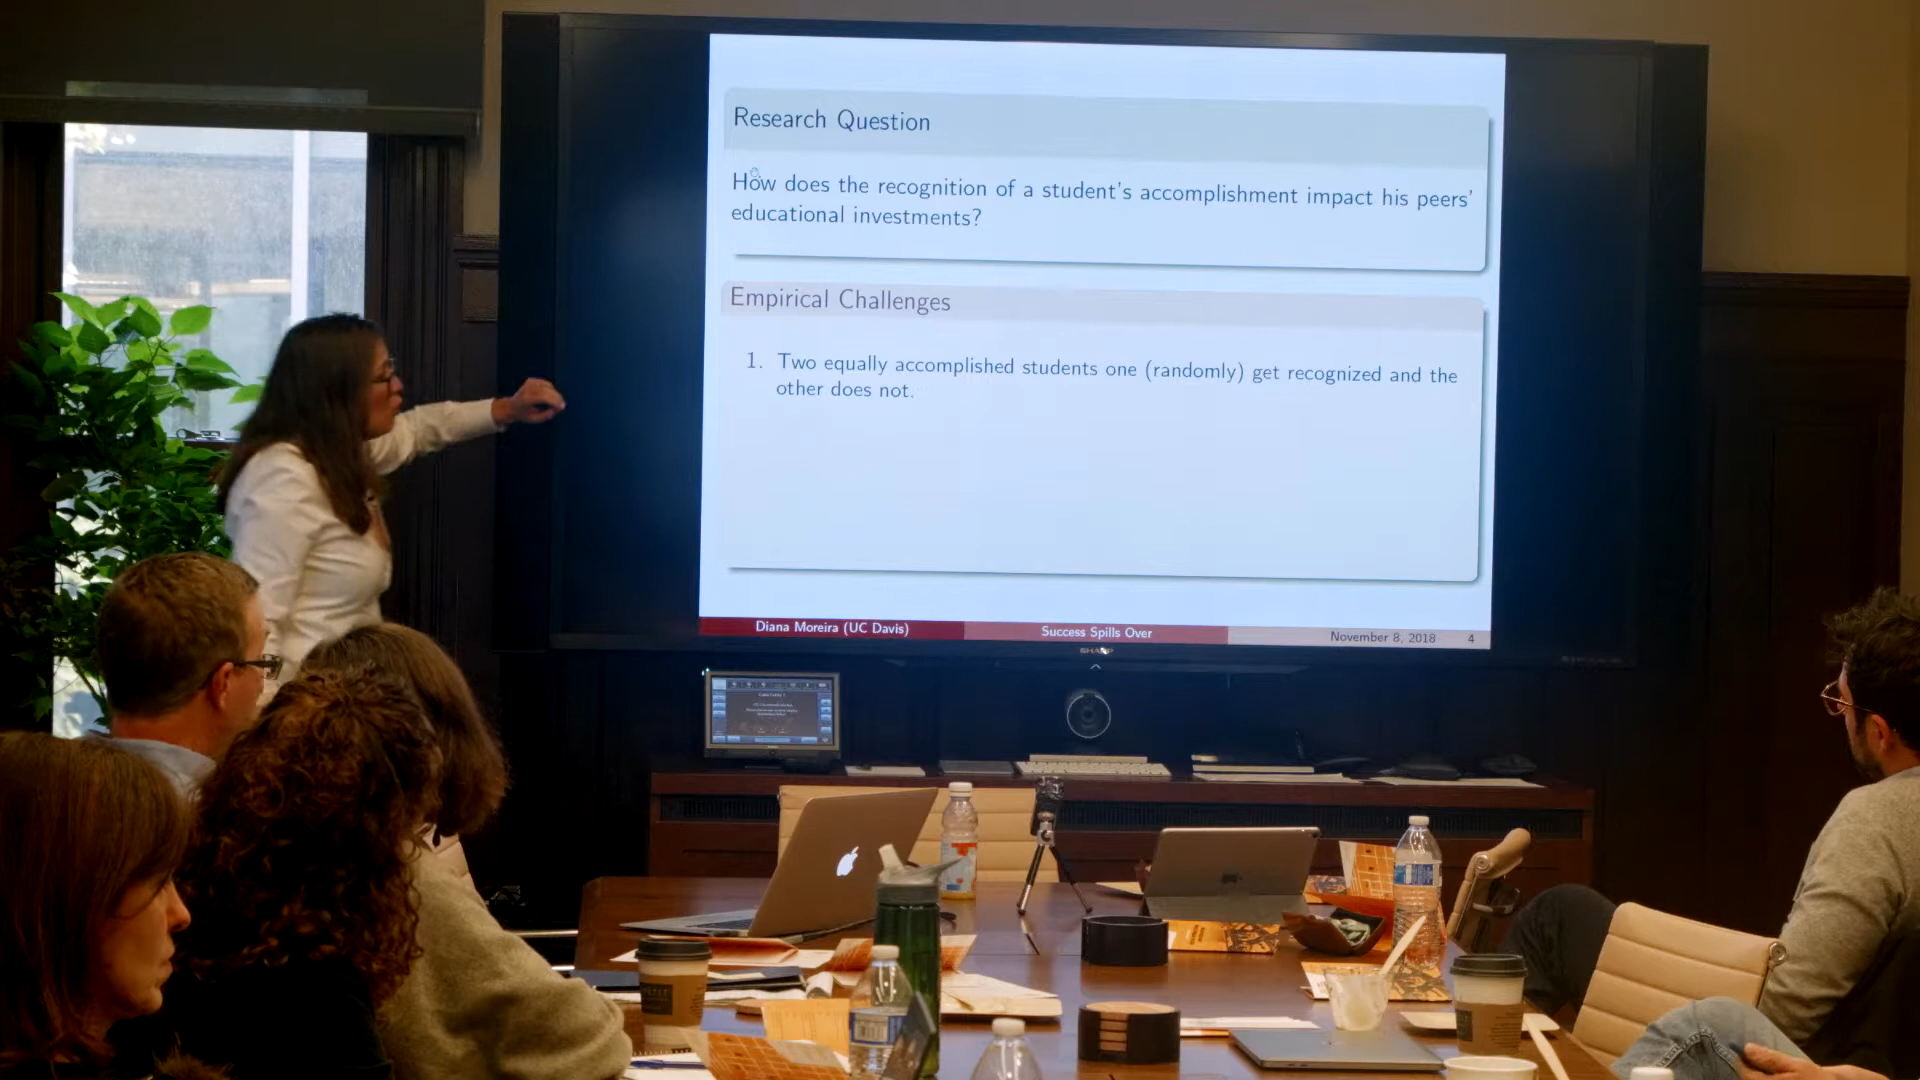 Research Question
How does the recognition of a student's accomplishment impact his peers'
educational investments?
Empirical Challenges
1. Two equally accomplished students one (randomly) get recognized and the
other does not.
Diana Moreira (UC Davis) Success Spills Over November 8, 2018 4
SHARP